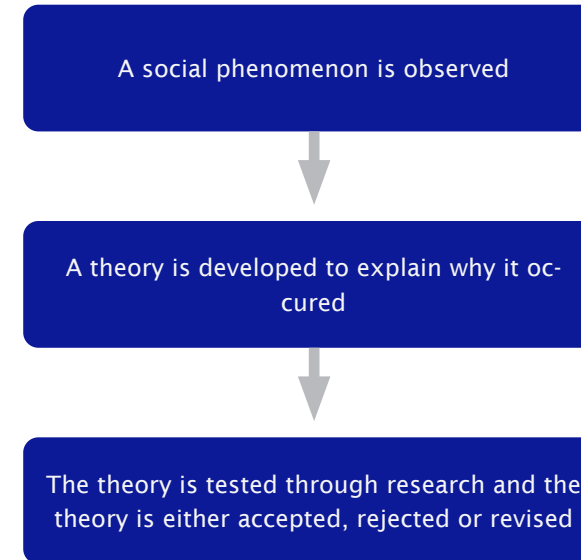 A social phenomenon is observed
A theory is developed to explain why it oc-
cured
The theory is tested through research and the
theory is either accepted, rejected or revised